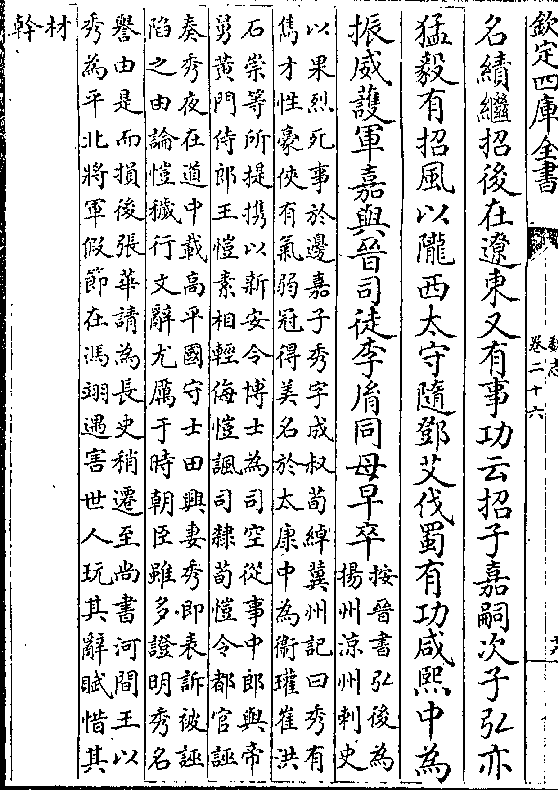 欽定四庫全書
魏志
卷二十六
名績繼招後在遼東又有事功云招子嘉嗣次子弘亦
猛毅有招風以隴西太守隨鄧艾伐蜀有功咸熙中為
振威護軍嘉與晉司徒李胤同母早卒
按晉書弘後為
揚州涼州刺史
以果烈死事於邊嘉子秀字成叔荀綽冀州記曰秀有
雋才性豪俠有氣弱冠得美名於太康中為衞瓘崔洪
石崇等所提携以新安令博士為司空從事中郎與帝
舅黃門侍郎王愷素相輕侮愷諷司隸荀愷令都官誣
奏秀夜在道中載高平國守士田興妻秀即表訴被誣
陷之由論愷穢行文辭尤厲于時朝臣雖多證明秀名
譽由是而損後張華請為長史稍遷至尚書河間王以
秀為平北將軍假節在馮翊遇害世人玩其辭賦惜其
材
幹